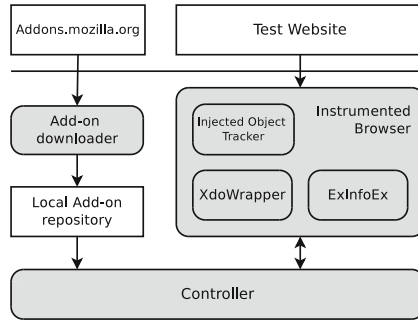 Addons.mozilla.org
Test Website
Add-on
downloader
Local Add-on
repository
Instrumented
Browser
Injected Object
Tracker
XdoWrapper
ExInfoEx
Controller